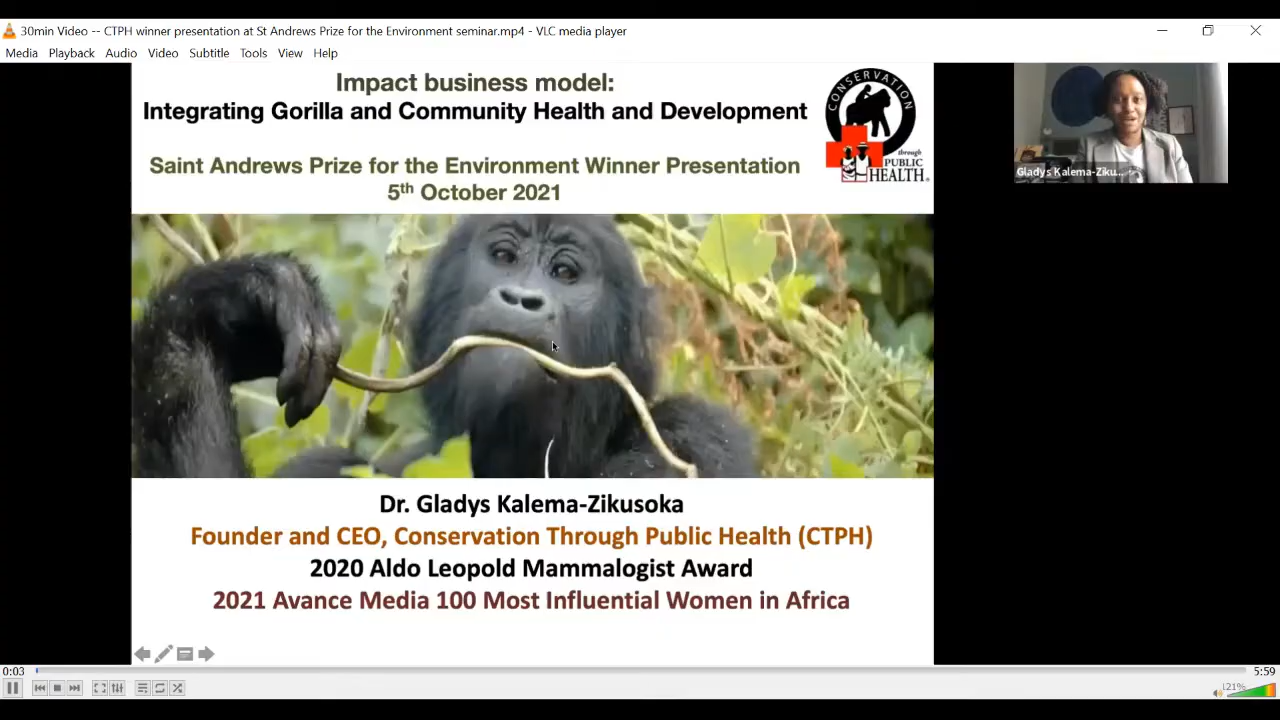 30min Video -- CTPH winner presentation at St Andrews Prize for the Environment seminar.mp4 - VLC media player
Media Playback Audio Video Subtitle Tools View Help
Impact business model:
Integrating Gorilla and Community Health and Development
Saint Andrews Prize for the Environment Winner Presentation
5th October 2021
CONSERVATION
through
PUBLIC
HEALTH
Gladys Kalema-Ziku...
Dr. Gladys Kalema-Zikusoka
Founder and CEO, Conservation Through Public Health (CTPH)
2020 Aldo Leopold Mammalogist Award
2021 Avance Media 100 Most Influential Women in Africa
0:03
5:59
121%